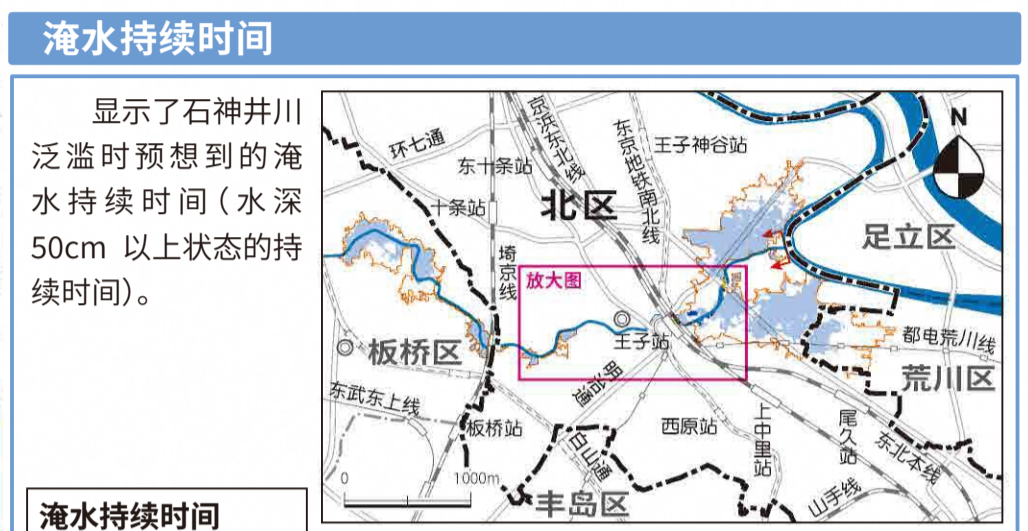 淹水持续时间
显示了石神井川
泛滥时预想到的淹
水持续时间（水深
50cm 以上状态的持
续时间）。
淹水持续时间
环七通
京浜东北线
东京地铁南北线
王子神谷站
N
东十条站
十条站
北区
足立区
埼京线
放大图
王子站
板桥区
都电荒川线
荒川区
明治通
东武东上线
板桥站
白山通
西原站
上中里站
尾久站
东北本线
山手线
0
1000m
丰岛区